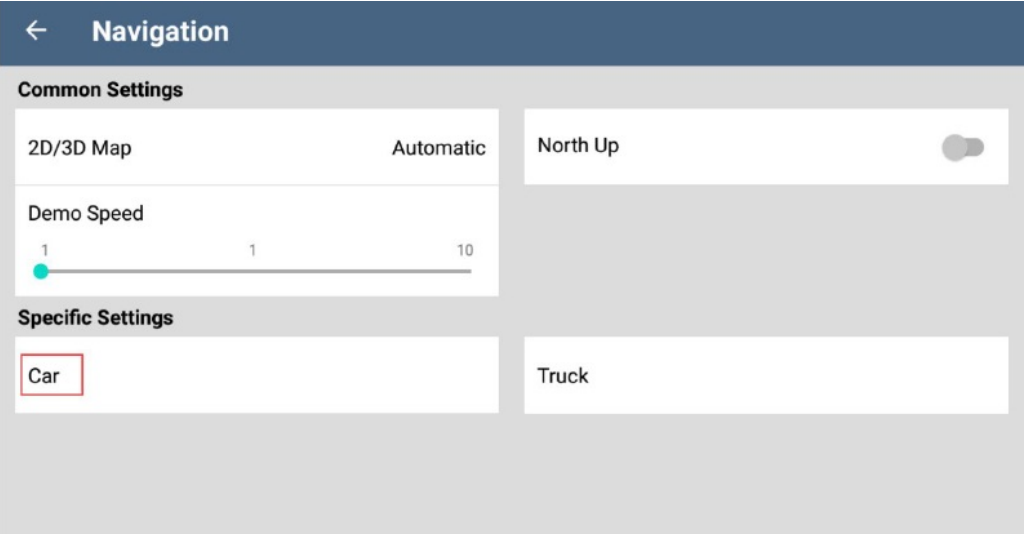 Navigation
Common Settings
2D/3D Map Automatic
North Up
Demo Speed
1 1 10
Specific Settings
Car
Truck